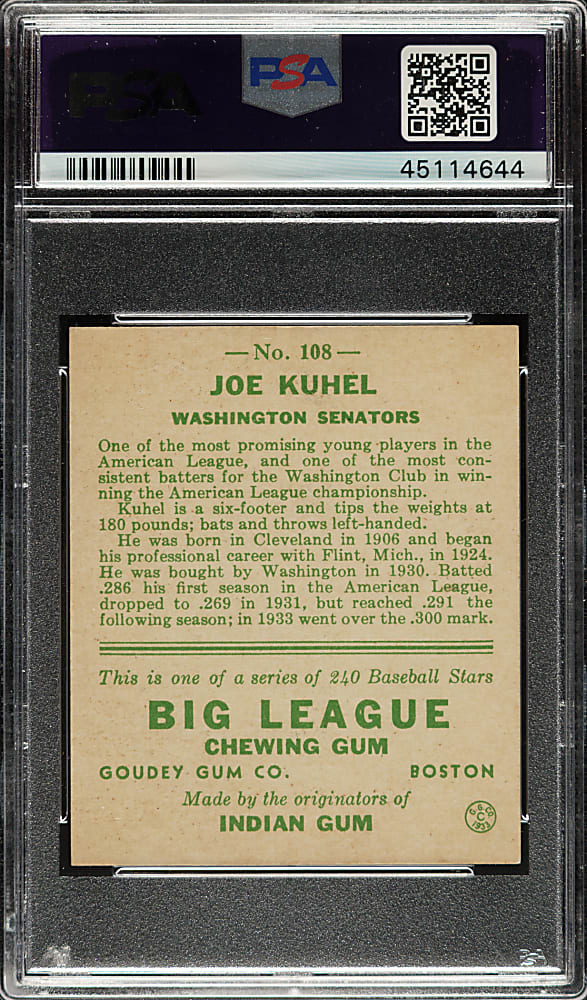 PSA
PSA
45114644
— No. 108 —
JOE KUHEL
WASHINGTON SENATORS
One of the most promising young players in the
American League, and one of the most con-
sistent batters for the Washington Club in win-
ning the American League championship.
Kuhel is a six-footer and tips the weights at
180 pounds; bats and throws left-handed.
He was born in Cleveland in 1906 and began
his professional career with Flint, Mich., in 1924.
He was bought by Washington in 1930. Batted
.286 his first season in the American League,
dropped to .269 in 1931, but reached .291 the
following season; in 1933 went over the .300 mark.
This is one of a series of 240 Baseball Stars
BIG LEAGUE
CHEWING GUM
GOUDEY GUM CO. BOSTON
Made by the originators of
INDIAN GUM
G. G. CO.
C
1933
PSA